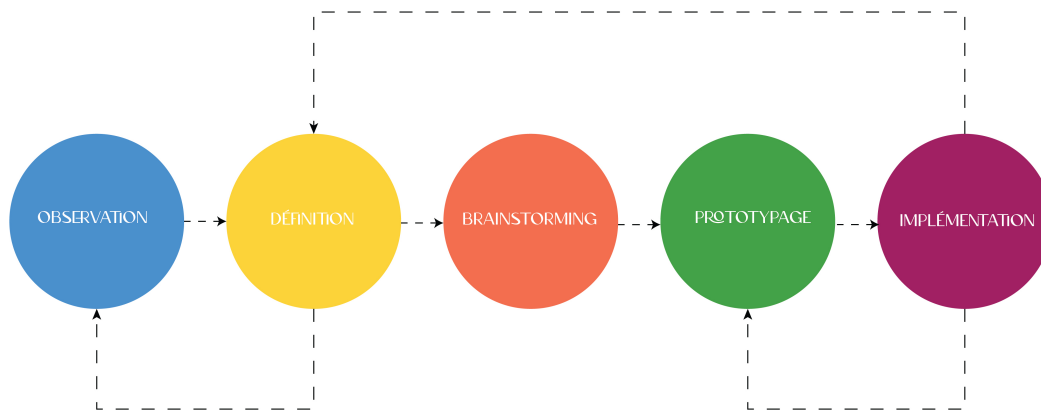 OBSERVATION
DÉFINITION
BRAINSTORMING
PROTOTYPAGE
IMPLÉMENTATION